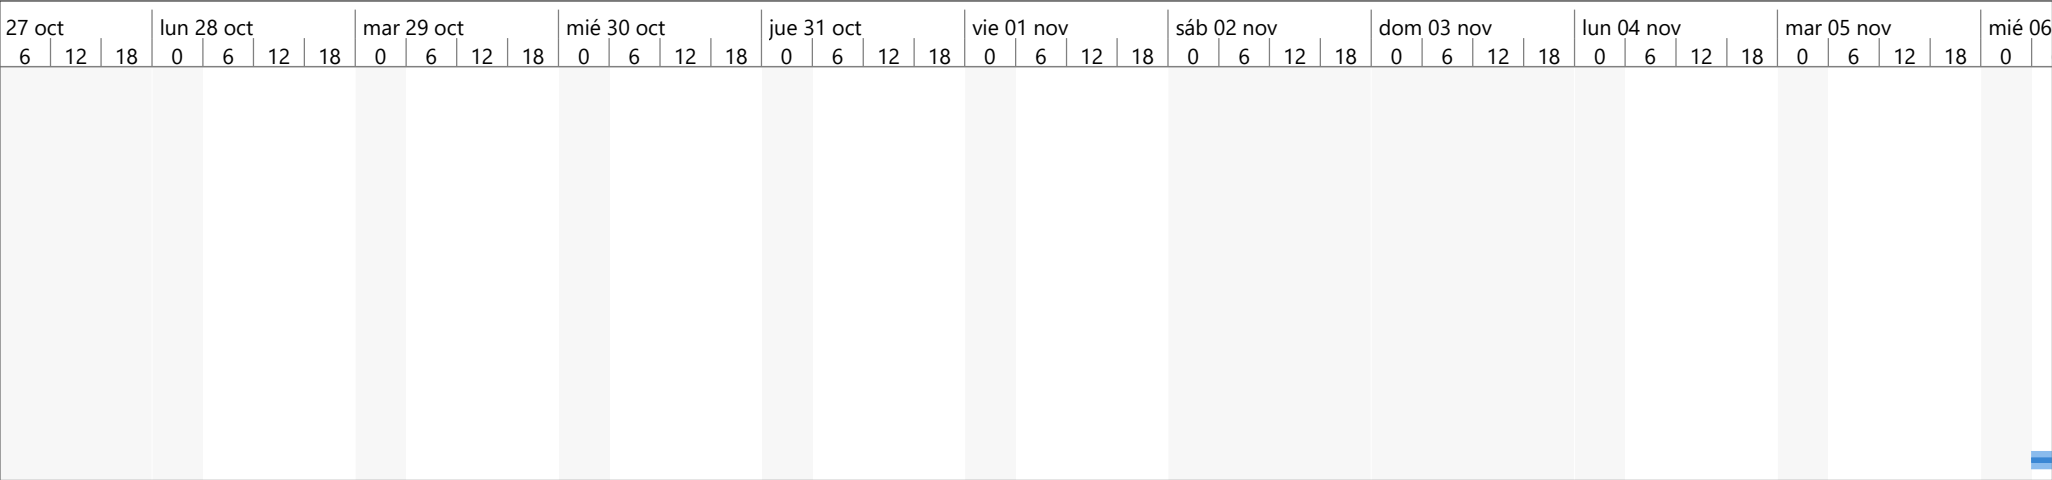 27 oct lun 28 oct mar 29 oct mié 30 oct jue 31 oct vie 01 nov sáb 02 nov dom 03 nov lun 04 nov mar 05 nov mié 06
6 12 18 0 6 12 18 0 6 12 18 0 6 12 18 0 6 12 18 0 6 12 18 0 6 12 18 0 6 12 18 0 6 12 18 0 6 12 18 0